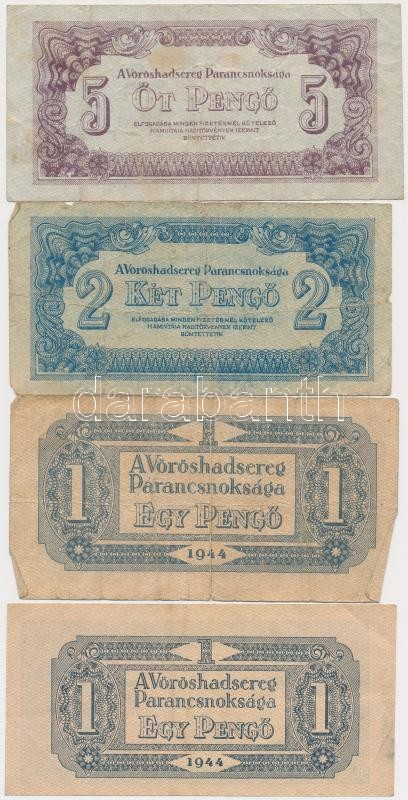 A Vöröshadsereg Parancsnoksága
5 ÖT PENGŐ 5
ELFOGADÁSA MINDEN FIZETÉSNÉL KÖTELEZŐ
HAMISÍTÁSA HADITÖRVÉNYEK SZERINT
BÜNTETTETIK
A Vöröshadsereg Parancsnoksága
2 KÉT PENGŐ 2
ELFOGADÁSA MINDEN FIZETÉSNÉL KÖTELEZŐ
HAMISÍTÁSA HADITÖRVÉNYEK SZERINT
BÜNTETTETIK
darabanth
1
A Vöröshadsereg
Parancsnoksága
1 EGY PENGŐ 1
1944
1
A Vöröshadsereg
Parancsnoksága
1 EGY PENGŐ 1
1944